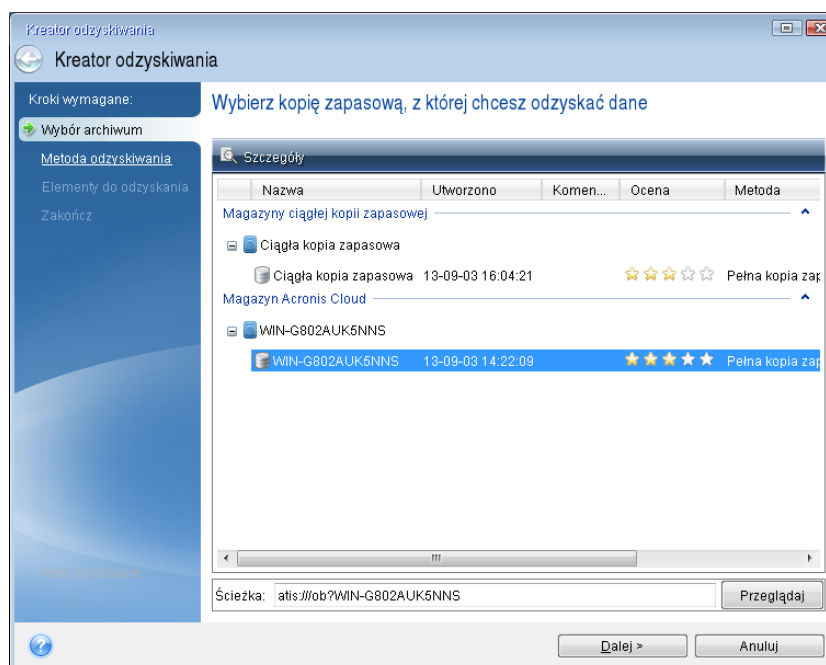 Kreator odzyskiwania
Kreator odzyskiwania
Kroki wymagane:
Wybór archiwum
Metoda odzyskiwania
Elementy do odzyskania
Zakończ
Wybierz kopię zapasową, z której chcesz odzyskać dane
Szczegóły
Nazwa Utworzono Komen... Ocena Metoda
Magazyny ciągłej kopii zapasowej
Ciągła kopia zapasowa
Ciągła kopia zapasowa 13-09-03 16:04:21 Pełna kopia zap
Magazyn Acronis Cloud
WIN-G802AUK5NNS
WIN-G802AUK5NNS 13-09-03 14:22:09 Pełna kopia zap
Ścieżka: atis:///ob?WIN-G802AUK5NNS Przeglądaj
Dalej > Anuluj